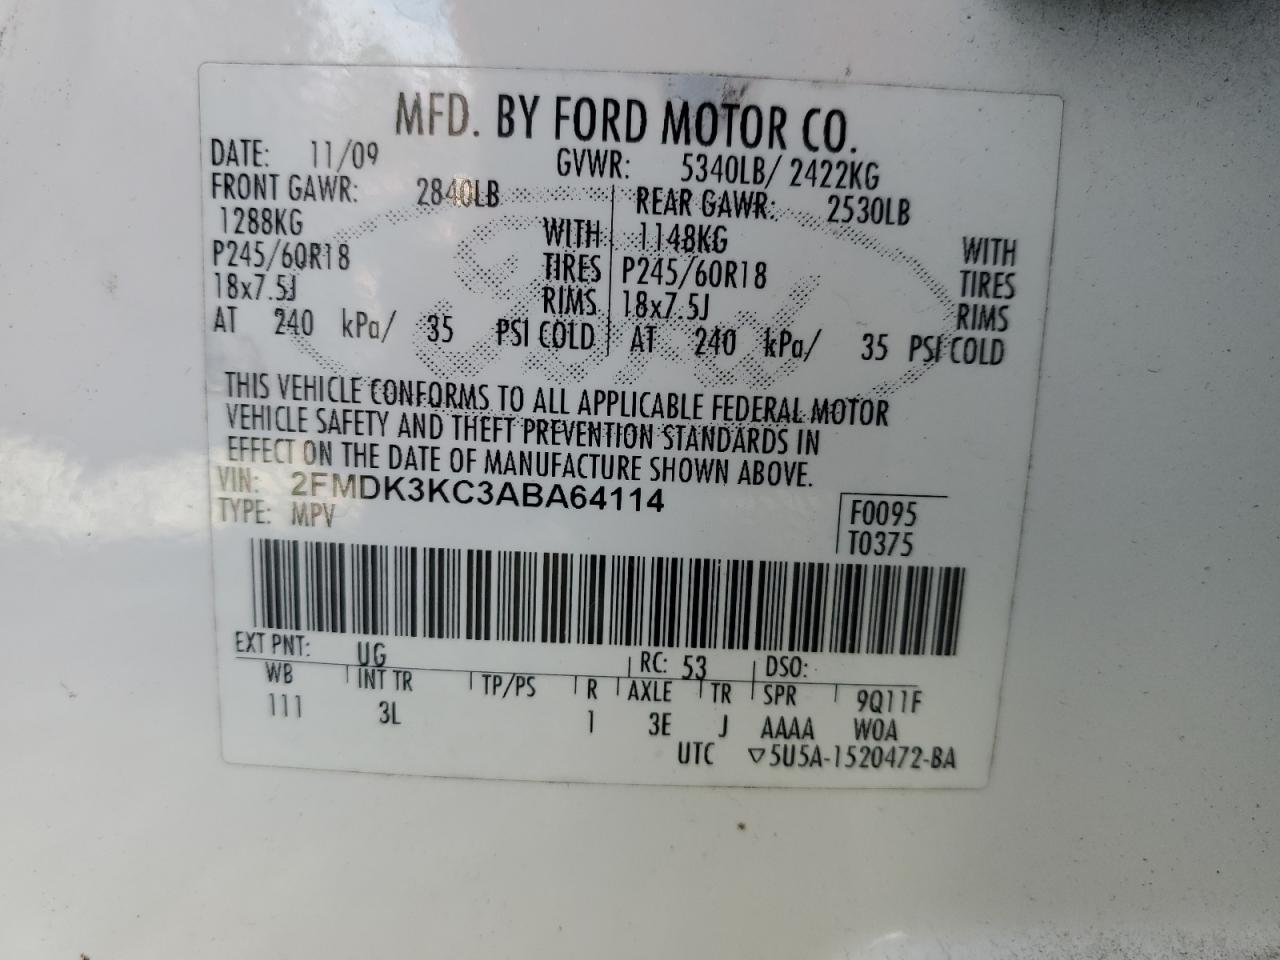 MFD. BY FORD MOTOR CO.
DATE: 11/09 GVWR: 5340LB/ 2422KG
FRONT GAWR: 2840LB REAR GAWR: 2530LB
1288KG WITH 1148KG WITH
P245/60R18 TIRES P245/60R18 TIRES
18x7.5J RIMS 18x7.5J RIMS
AT 240 kPa/ 35 PSI COLD AT 240 kPa/ 35 PSI COLD
THIS VEHICLE CONFORMS TO ALL APPLICABLE FEDERAL MOTOR
VEHICLE SAFETY AND THEFT PREVENTION STANDARDS IN
EFFECT ON THE DATE OF MANUFACTURE SHOWN ABOVE.
VIN: 2FMDK3KC3ABA64114
TYPE: MPV F0095
T0375
EXT PNT: UG RC: 53 DSO:
WB INT TR TP/PS R AXLE TR SPR 9Q11F
111 3L 1 3E J AAAA W0A
UTC ▽5U5A-1520472-BA